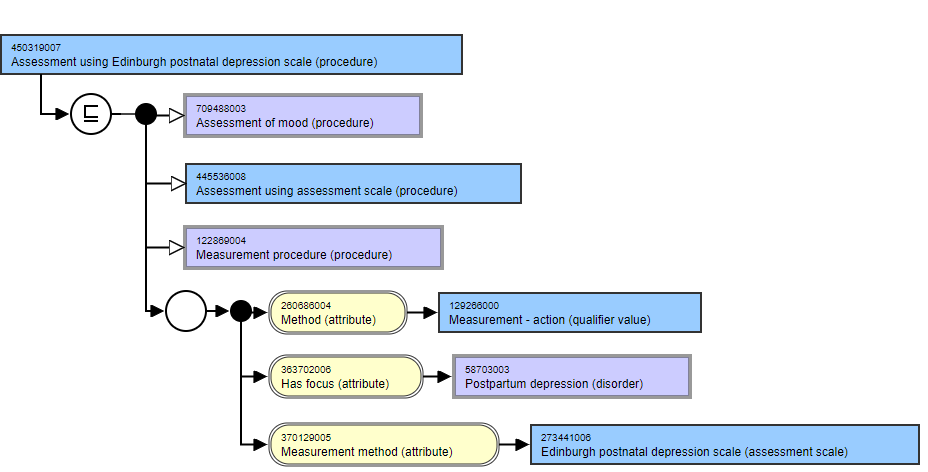 450319007
Assessment using Edinburgh postnatal depression scale (procedure)
⊑
709488003
Assessment of mood (procedure)
445536008
Assessment using assessment scale (procedure)
122869004
Measurement procedure (procedure)
260686004
Method (attribute)
129266000
Measurement - action (qualifier value)
363702006
Has focus (attribute)
58703003
Postpartum depression (disorder)
370129005
Measurement method (attribute)
273441006
Edinburgh postnatal depression scale (assessment scale)